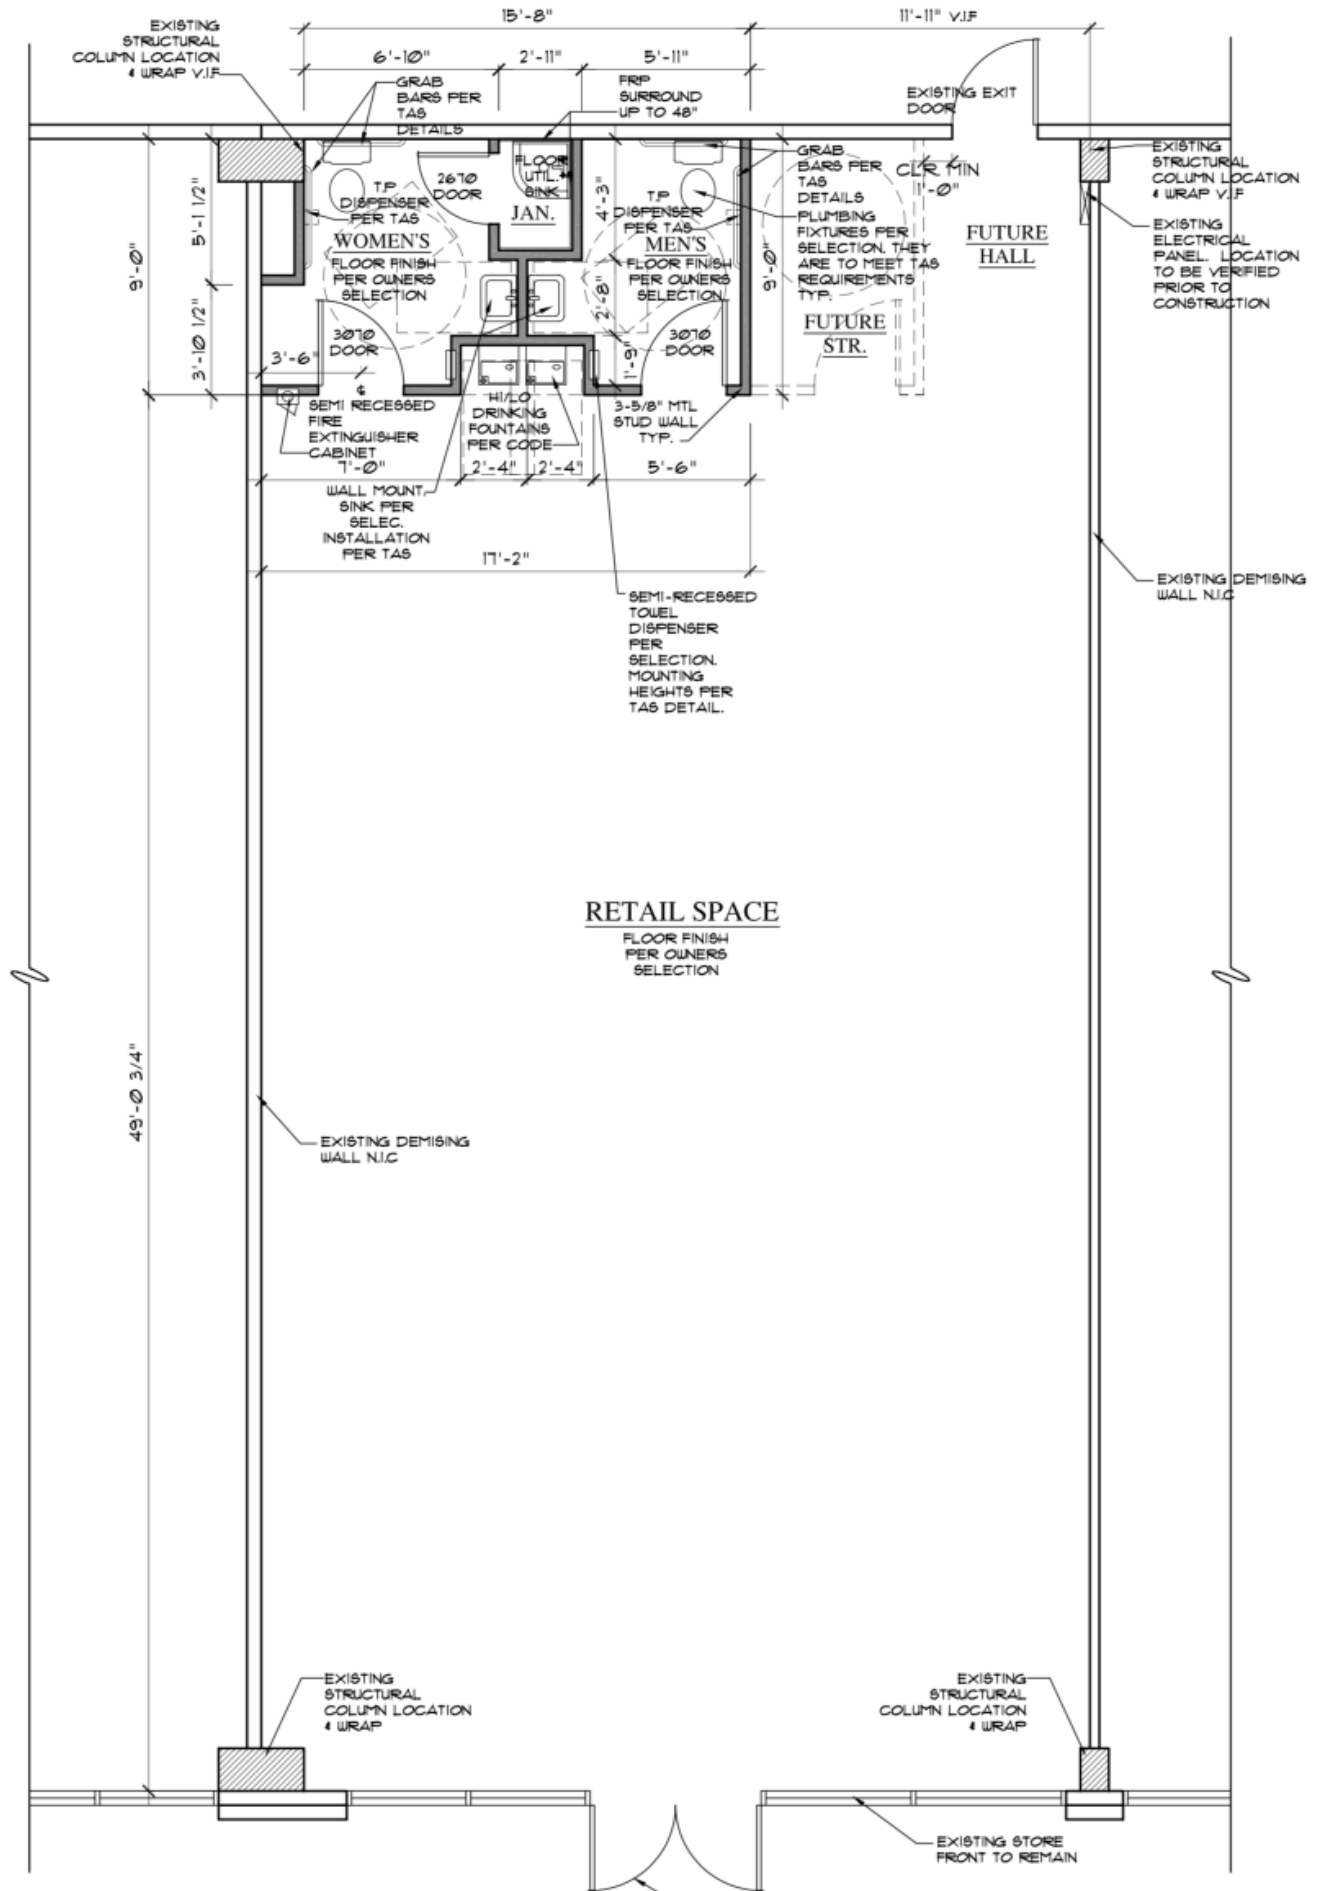 15'-8"
11'-11" V.I.F
EXISTING
STRUCTURAL
COLUMN LOCATION
& WRAP V.I.F
6'-10"
2'-11"
5'-11"
GRAB
BARS PER
TAS
DETAILS
FRP
SURROUND
UP TO 48"
EXISTING EXIT
DOOR
GRAB
BARS PER
TAS
DETAILS
CLR. MIN
1'-0"
EXISTING
STRUCTURAL
COLUMN LOCATION
& WRAP V.I.F
2670
DOOR
FLOOR
UTIL.
SINK
JAN.
T.P
DISPENSER
PER TAS
T.P
DISPENSER
PER TAS
4'-3"
5'-1 1/2"
9'-0"
WOMEN'S
FLOOR FINISH
PER OWNERS
SELECTION
MEN'S
FLOOR FINISH
PER OWNERS
SELECTION
9'-0"
PLUMBING
FIXTURES PER
SELECTION. THEY
ARE TO MEET TAS
REQUIREMENTS
TYP.
FUTURE
HALL
EXISTING
ELECTRICAL
PANEL. LOCATION
TO BE VERIFIED
PRIOR TO
CONSTRUCTION
2'-8"
FUTURE
STR.
3'-10 1/2"
3'-6"
3070
DOOR
1'-9"
3070
DOOR
SEMI RECESSED
FIRE
EXTINGUISHER
CABINET
HI/LO
DRINKING
FOUNTAINS
PER CODE
3-5/8" MTL
STUD WALL
TYP.
7'-0"
2'-4"
2'-4"
5'-6"
WALL MOUNT.
SINK PER
SELEC.
INSTALLATION
PER TAS
17'-2"
SEMI-RECESSED
TOWEL
DISPENSER
PER
SELECTION.
MOUNTING
HEIGHTS PER
TAS DETAIL.
EXISTING DEMISING
WALL N.I.C
RETAIL SPACE
FLOOR FINISH
PER OWNERS
SELECTION
49'-0 3/4"
EXISTING DEMISING
WALL N.I.C
EXISTING
STRUCTURAL
COLUMN LOCATION
& WRAP
EXISTING
STRUCTURAL
COLUMN LOCATION
& WRAP
EXISTING STORE
FRONT TO REMAIN